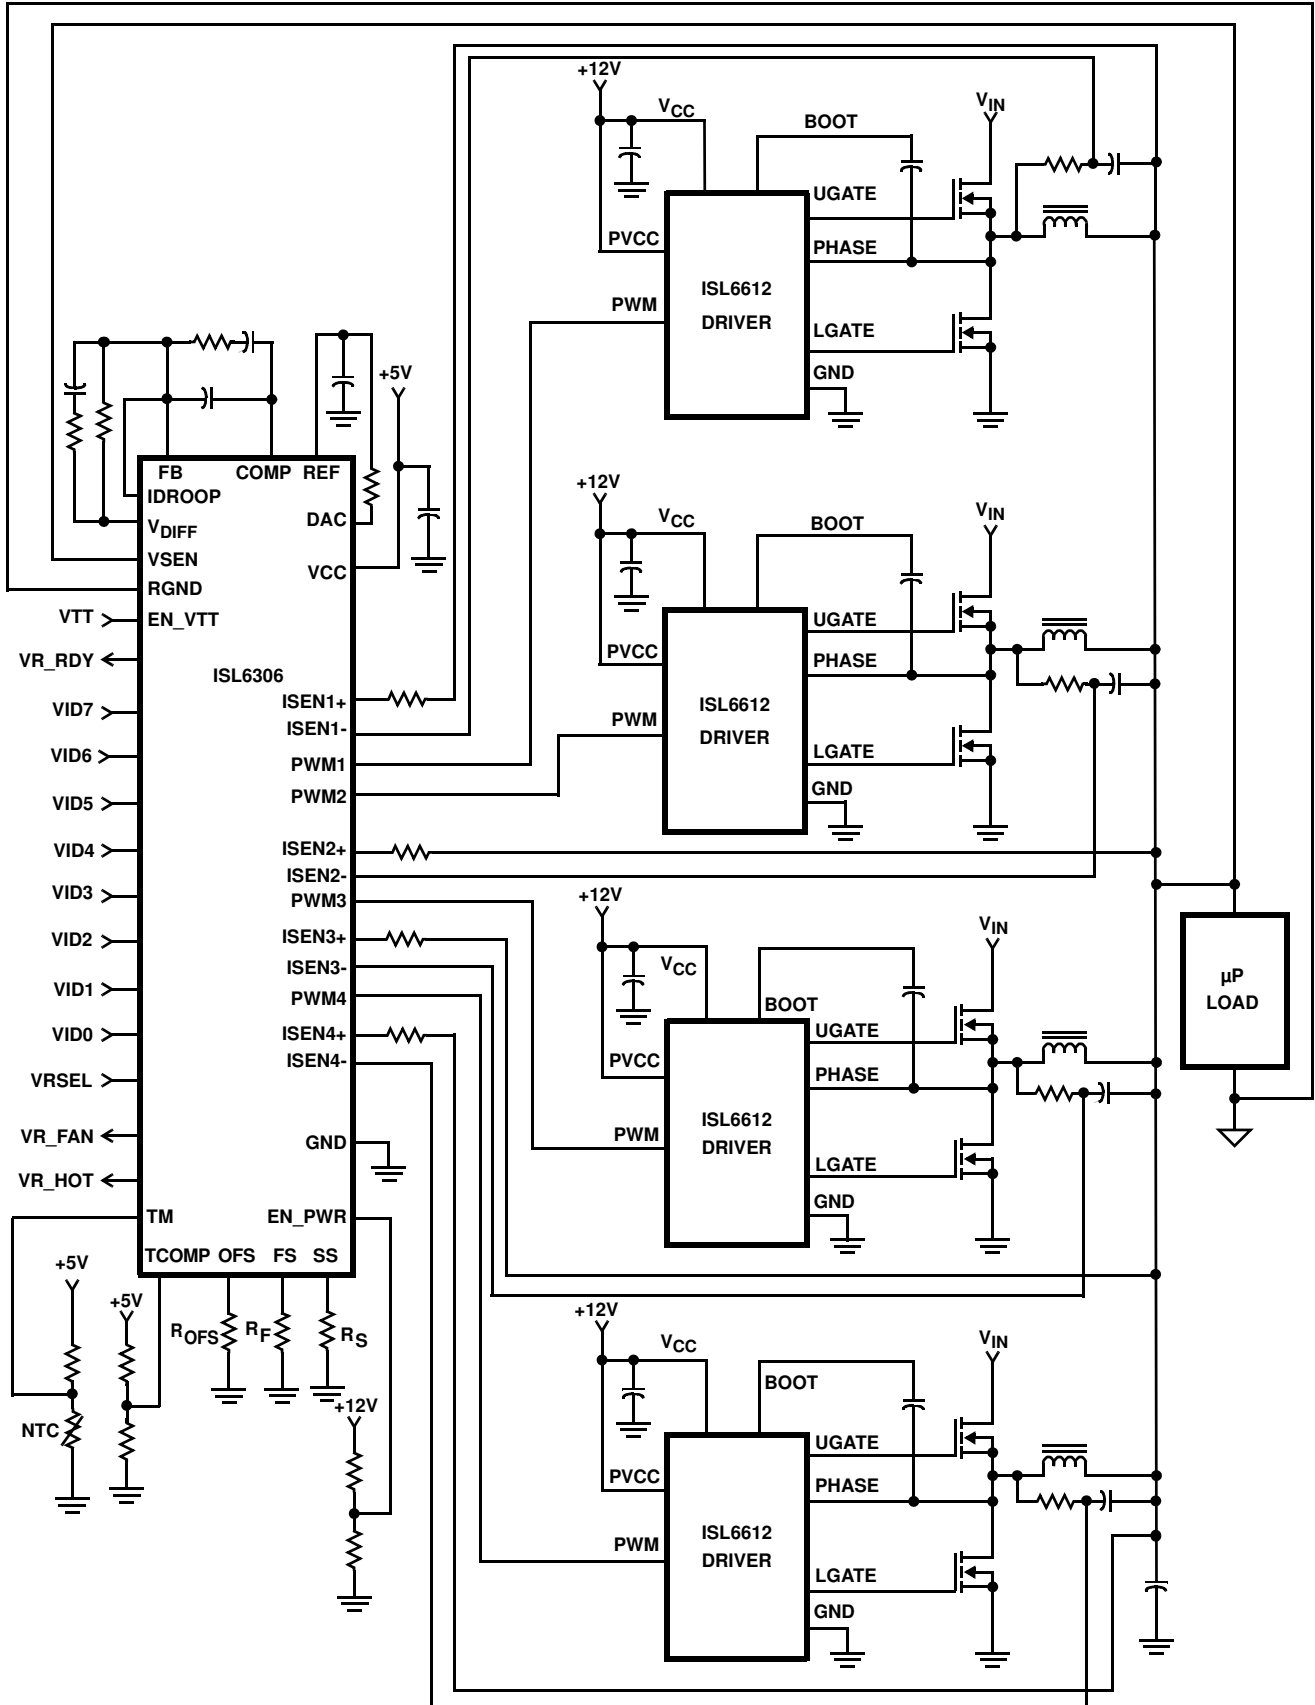 +12V
VCC
BOOT
VIN
UGATE
PVCC
PHASE
ISL6612
DRIVER
PWM
LGATE
GND
+5V
FB
COMP
REF
IDROOP
VDIFF
DAC
VSEN
VCC
RGND
VTT
EN_VTT
VR_RDY
ISL6306
VID7
ISEN1+
ISEN1-
VID6
PWM1
VID5
PWM2
VID4
ISEN2+
ISEN2-
VID3
PWM3
VID2
ISEN3+
ISEN3-
VID1
PWM4
VID0
ISEN4+
ISEN4-
VRSEL
VR_FAN
GND
VR_HOT
TM
EN_PWR
TCOMP
OFS
FS
SS
+5V
+5V
ROFS
RF
RS
NTC
+12V
+12V
VCC
BOOT
VIN
UGATE
PVCC
PHASE
ISL6612
DRIVER
PWM
LGATE
GND
+12V
VCC
BOOT
VIN
UGATE
PVCC
PHASE
ISL6612
DRIVER
PWM
LGATE
GND
µP
LOAD
+12V
VCC
BOOT
VIN
UGATE
PVCC
PHASE
ISL6612
DRIVER
PWM
LGATE
GND